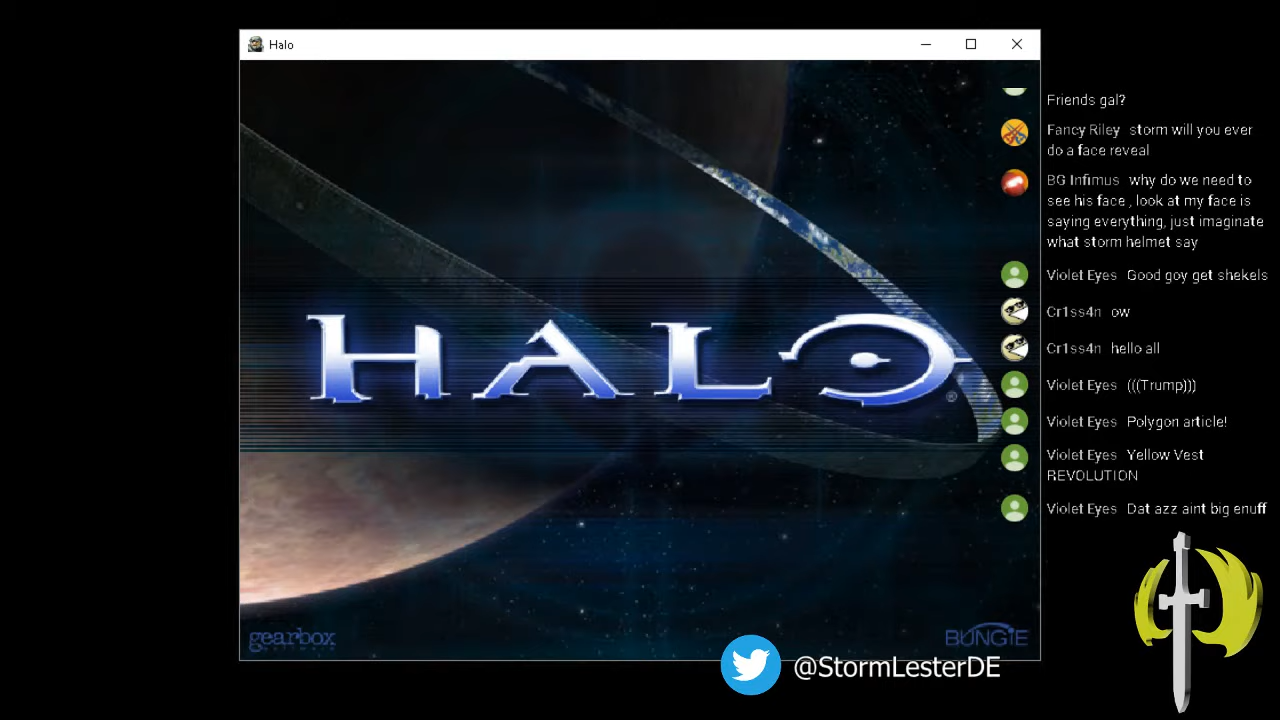 Halo
HALO
®
gearbox
software
BUNGIE
Friends gal?
Fancy Riley storm will you ever
do a face reveal
BG Infimus why do we need to
see his face , look at my face is
saying everything, just imaginate
what storm helmet say
Violet Eyes Good goy get shekels
Cr1ss4n ow
Cr1ss4n hello all
Violet Eyes (((Trump)))
Violet Eyes Polygon article!
Violet Eyes Yellow Vest
REVOLUTION
Violet Eyes Dat azz aint big enuff
@StormLesterDE